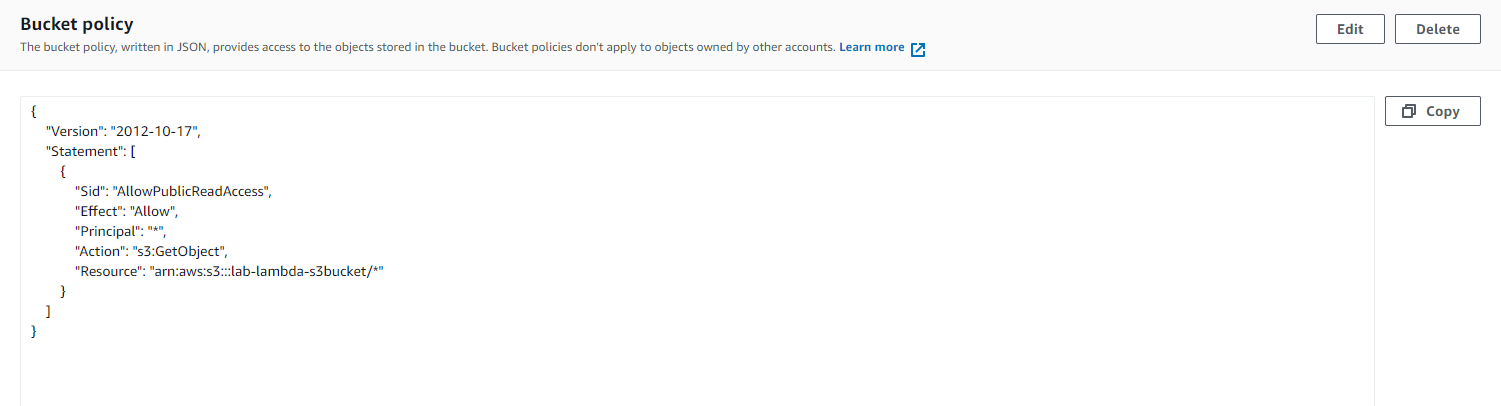 Bucket policy
The bucket policy, written in JSON, provides access to the objects stored in the bucket. Bucket policies don't apply to objects owned by other accounts. Learn more
Edit
Delete
Copy
{
"Version": "2012-10-17",
"Statement": [
{
"Sid": "AllowPublicReadAccess",
"Effect": "Allow",
"Principal": "*",
"Action": "s3:GetObject",
"Resource": "arn:aws:s3:::lab-lambda-s3bucket/*"
}
]
}